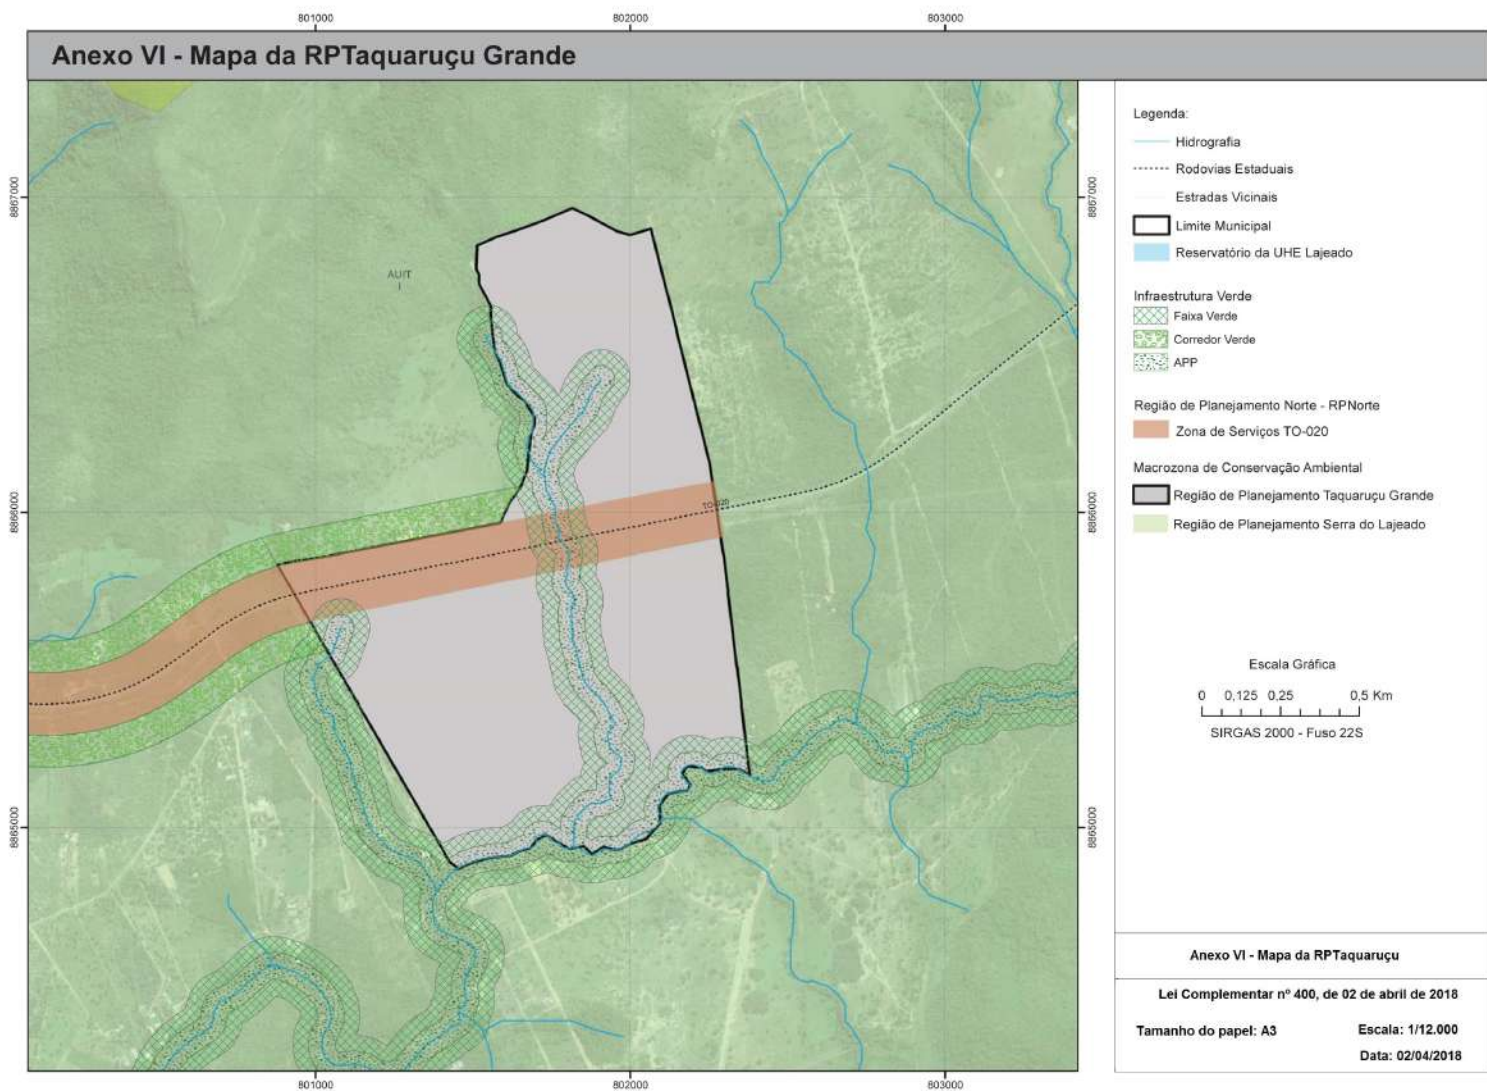 801000
802000
803000
Anexo VI - Mapa da RPTaquaruçu Grande
8867000
8866000
8865000
AUIT
I
TO-020
8867000
8866000
8865000
801000
802000
803000
Legenda:
Hidrografia
Rodovias Estaduais
Estradas Vicinais
Limite Municipal
Reservatório da UHE Lajeado
Infraestrutura Verde
Faixa Verde
Corredor Verde
APP
Região de Planejamento Norte - RPNorte
Zona de Serviços TO-020
Macrozona de Conservação Ambiental
Região de Planejamento Taquaruçu Grande
Região de Planejamento Serra do Lajeado
Escala Gráfica
0 0,125 0,25 0,5 Km
SIRGAS 2000 - Fuso 22S
Anexo VI - Mapa da RPTaquaruçu
Lei Complementar nº 400, de 02 de abril de 2018
Tamanho do papel: A3 Escala: 1/12.000
Data: 02/04/2018